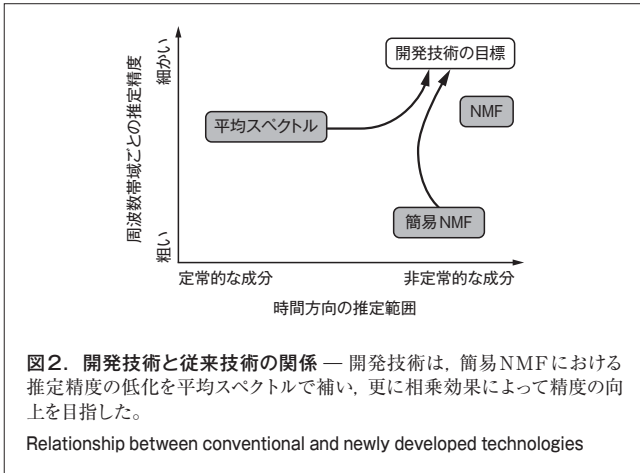 開発技術の目標
細かい
NMF
平均スペクトル
周波数帯域ごとの推定精度
簡易NMF
粗い
定常的な成分
非定常的な成分
時間方向の推定範囲
図2．開発技術と従来技術の関係 — 開発技術は，簡易NMFにおける
推定精度の低化を平均スペクトルで補い，更に相乗効果によって精度の向
上を目指した。
Relationship between conventional and newly developed technologies